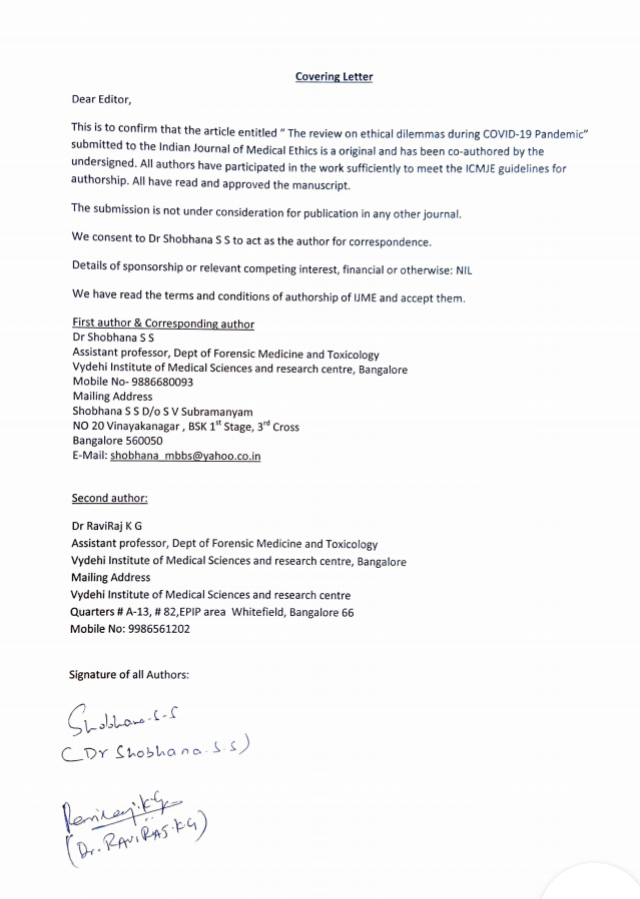 Covering Letter
Dear Editor,
This is to confirm that the article entitled “ The review on ethical dilemmas during COVID-19 Pandemic”
submitted to the Indian Journal of Medical Ethics is a original and has been co-authored by the
undersigned. All authors have participated in the work sufficiently to meet the ICMJE guidelines for
authorship. All have read and approved the manuscript.
The submission is not under consideration for publication in any other journal.
We consent to Dr Shobhana S S to act as the author for correspondence.
Details of sponsorship or relevant competing interest, financial or otherwise: NIL
We have read the terms and conditions of authorship of IJME and accept them.
First author & Corresponding author
Dr Shobhana S S
Assistant professor, Dept of Forensic Medicine and Toxicology
Vydehi Institute of Medical Sciences and research centre, Bangalore
Mobile No- 9886680093
Mailing Address
Shobhana S S D/o S V Subramanyam
NO 20 Vinayakanagar , BSK 1st Stage, 3rd Cross
Bangalore 560050
E-Mail: shobhana_mbbs@yahoo.co.in
Second author:
Dr RaviRaj K G
Assistant professor, Dept of Forensic Medicine and Toxicology
Vydehi Institute of Medical Sciences and research centre, Bangalore
Mailing Address
Vydehi Institute of Medical Sciences and research centre
Quarters # A-13, # 82,EPIP area Whitefield, Bangalore 66
Mobile No: 9986561202
Signature of all Authors:
Shobhana.S.S
(Dr Shobhana.S.S)
Raviraj.KG
(Dr. RAVIRAJ.KG)